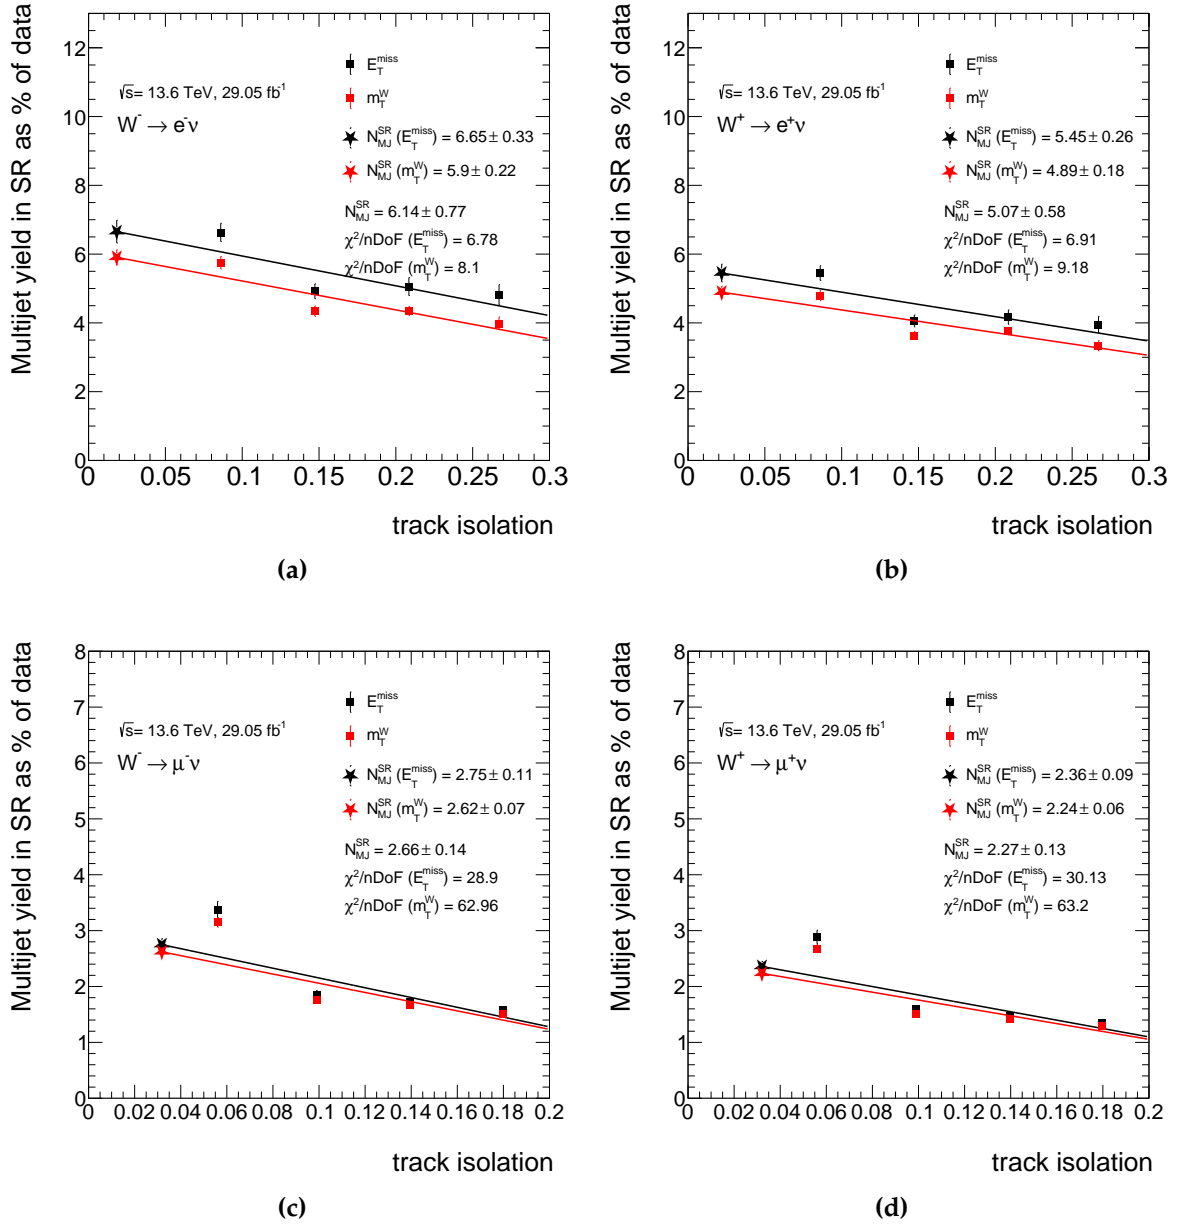 Multijet yield in SR as % of data
12
10
8
6
4
2
0
0 0.05 0.1 0.15 0.2 0.25 0.3
track isolation
√s= 13.6 TeV, 29.05 fb⁻¹
W⁻ → e⁻ν
E_T^miss
m_T^W
N_MJ^SR (E_T^miss) = 6.65 ± 0.33
N_MJ^SR (m_T^W) = 5.9 ± 0.22
N_MJ^SR = 6.14 ± 0.77
χ²/nDoF (E_T^miss) = 6.78
χ²/nDoF (m_T^W) = 8.1
(a)
Multijet yield in SR as % of data
12
10
8
6
4
2
0
0 0.05 0.1 0.15 0.2 0.25 0.3
track isolation
√s= 13.6 TeV, 29.05 fb⁻¹
W⁺ → e⁺ν
E_T^miss
m_T^W
N_MJ^SR (E_T^miss) = 5.45 ± 0.26
N_MJ^SR (m_T^W) = 4.89 ± 0.18
N_MJ^SR = 5.07 ± 0.58
χ²/nDoF (E_T^miss) = 6.91
χ²/nDoF (m_T^W) = 9.18
(b)
Multijet yield in SR as % of data
8
7
6
5
4
3
2
1
0
0 0.02 0.04 0.06 0.08 0.1 0.12 0.14 0.16 0.18 0.2
track isolation
√s= 13.6 TeV, 29.05 fb⁻¹
W⁻ → μ⁻ν
E_T^miss
m_T^W
N_MJ^SR (E_T^miss) = 2.75 ± 0.11
N_MJ^SR (m_T^W) = 2.62 ± 0.07
N_MJ^SR = 2.66 ± 0.14
χ²/nDoF (E_T^miss) = 28.9
χ²/nDoF (m_T^W) = 62.96
(c)
Multijet yield in SR as % of data
8
7
6
5
4
3
2
1
0
0 0.02 0.04 0.06 0.08 0.1 0.12 0.14 0.16 0.18 0.2
track isolation
√s= 13.6 TeV, 29.05 fb⁻¹
W⁺ → μ⁺ν
E_T^miss
m_T^W
N_MJ^SR (E_T^miss) = 2.36 ± 0.09
N_MJ^SR (m_T^W) = 2.24 ± 0.06
N_MJ^SR = 2.27 ± 0.13
χ²/nDoF (E_T^miss) = 30.13
χ²/nDoF (m_T^W) = 63.2
(d)